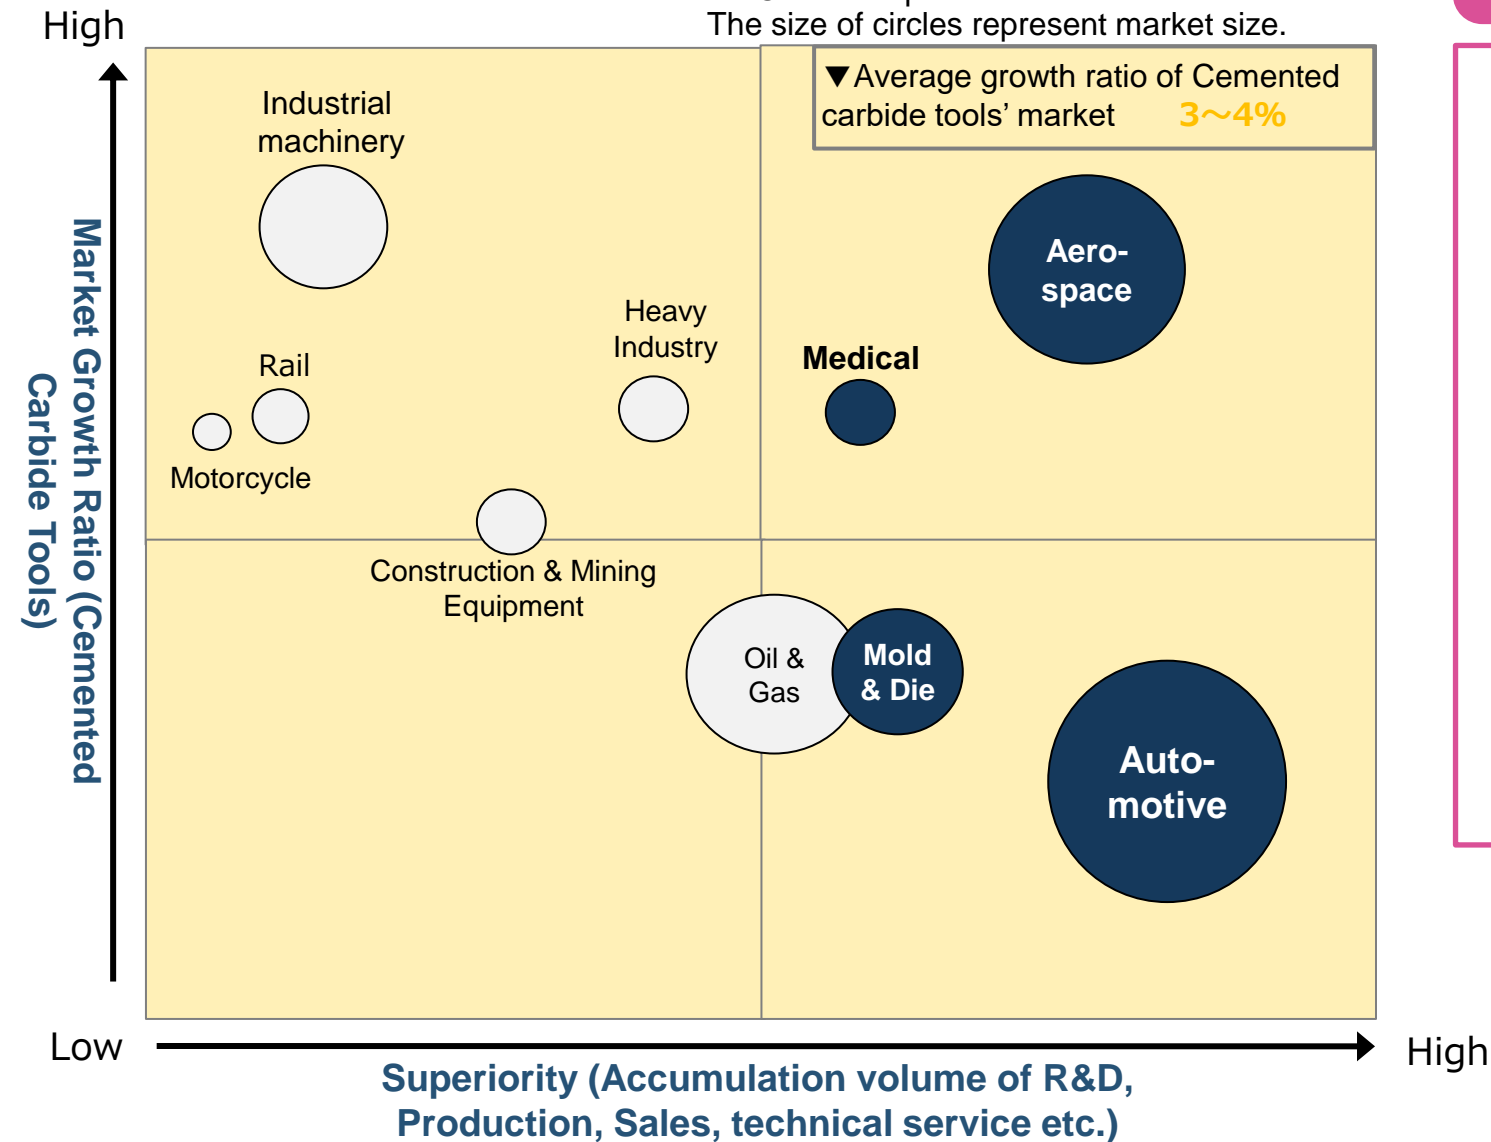 High
The size of circles represent market size.
▼Average growth ratio of Cemented
carbide tools' market 3～4%
Industrial
machinery
Aero-
space
Heavy
Industry
Medical
Rail
Motorcycle
Construction & Mining
Equipment
Oil &
Gas
Mold
& Die
Auto-
motive
Market Growth Ratio (Cemented
Carbide Tools)
Low
High
Superiority (Accumulation volume of R&D,
Production, Sales, technical service etc.)